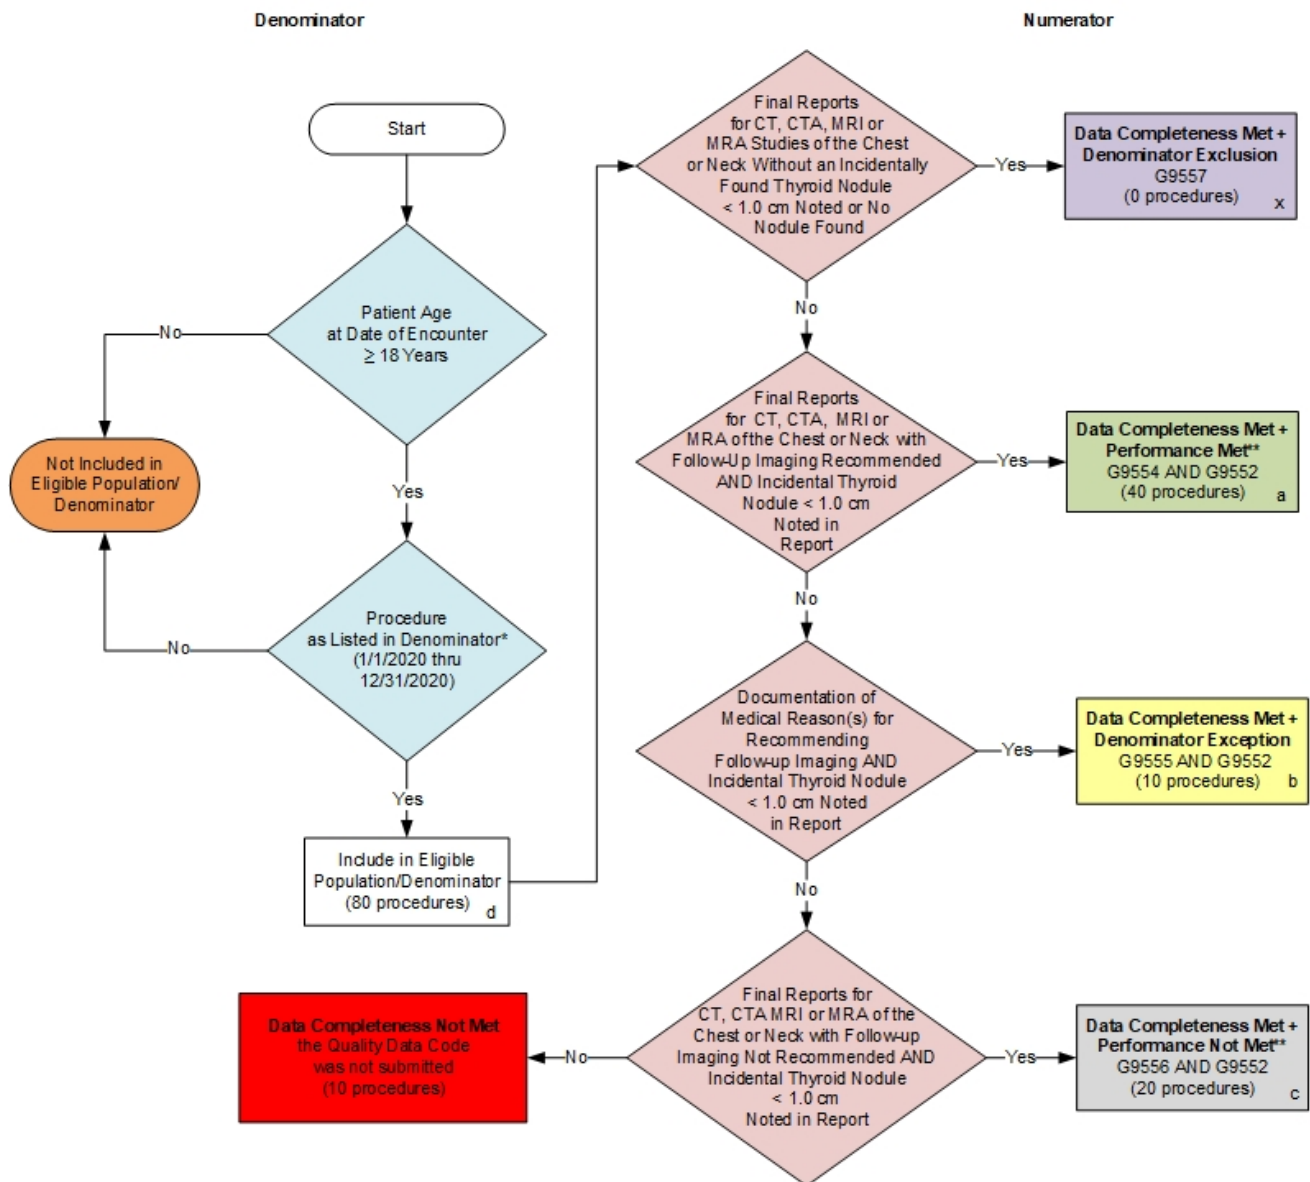 Denominator
Numerator
Start
Patient Age
at Date of Encounter
≥ 18 Years
No
Yes
Not Included in
Eligible Population/
Denominator
Procedure
as Listed in Denominator*
(1/1/2020 thru
12/31/2020)
No
Yes
Include in Eligible
Population/Denominator
(80 procedures)
d
Final Reports
for CT, CTA, MRI or
MRA Studies of the Chest
or Neck Without an Incidentally
Found Thyroid Nodule
< 1.0 cm Noted or No
Nodule Found
Yes
Data Completeness Met +
Denominator Exclusion
G9557
(0 procedures)
x
No
Final Reports
for CT, CTA, MRI or
MRA of the Chest or Neck with
Follow-Up Imaging Recommended
AND Incidental Thyroid
Nodule < 1.0 cm
Noted in
Report
Yes
Data Completeness Met +
Performance Met**
G9554 AND G9552
(40 procedures)
a
No
Documentation of
Medical Reason(s) for
Recommending
Follow-up Imaging AND
Incidental Thyroid Nodule
< 1.0 cm Noted
in Report
Yes
Data Completeness Met +
Denominator Exception
G9555 AND G9552
(10 procedures)
b
No
Final Reports for
CT, CTA MRI or MRA of the
Chest or Neck with Follow-up
Imaging Not Recommended AND
Incidental Thyroid Nodule
< 1.0 cm
Noted in Report
Yes
Data Completeness Met +
Performance Not Met**
G9556 AND G9552
(20 procedures)
c
No
Data Completeness Not Met
the Quality Data Code
was not submitted
(10 procedures)